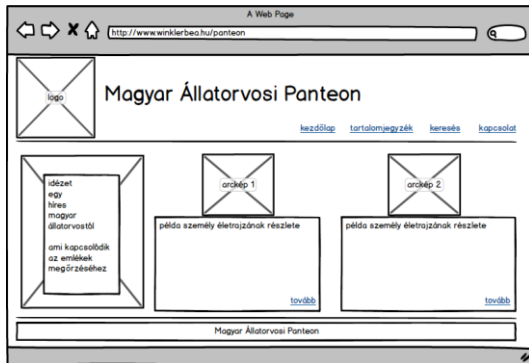 A Web Page
http://www.winklerbea.hu/panteon
logo
Magyar Állatorvosi Panteon
kezdőlap tartalomjegyzék keresés kapcsolat
idézet
egy
híres
magyar
állatorvostól
ami kapcsolódik
az emlékek
megőrzéséhez
arckép 1
példa személy életrajzának részlete
tovább
arckép 2
példa személy életrajzának részlete
tovább
Magyar Állatorvosi Panteon